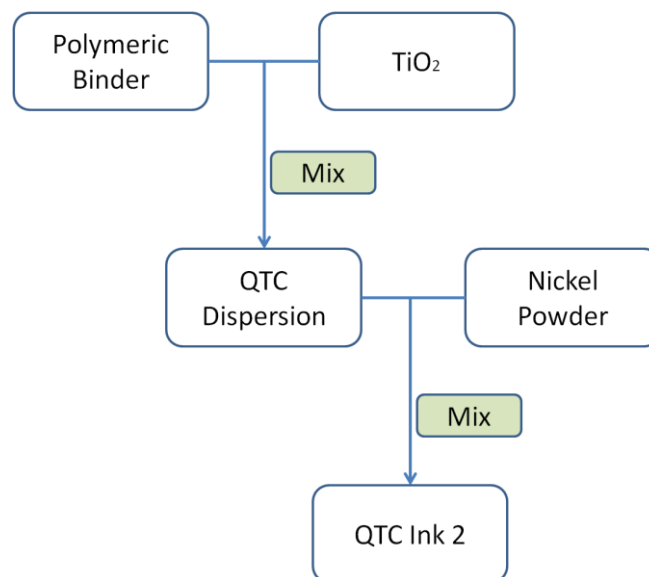 Polymeric
Binder
TiO₂
Mix
QTC
Dispersion
Nickel
Powder
Mix
QTC Ink 2